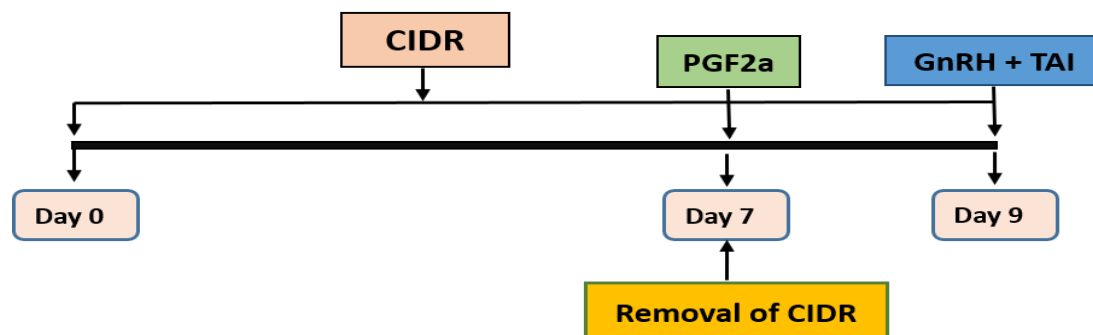 CIDR
PGF2a
GnRH + TAI
Day 0
Day 7
Day 9
Removal of CIDR